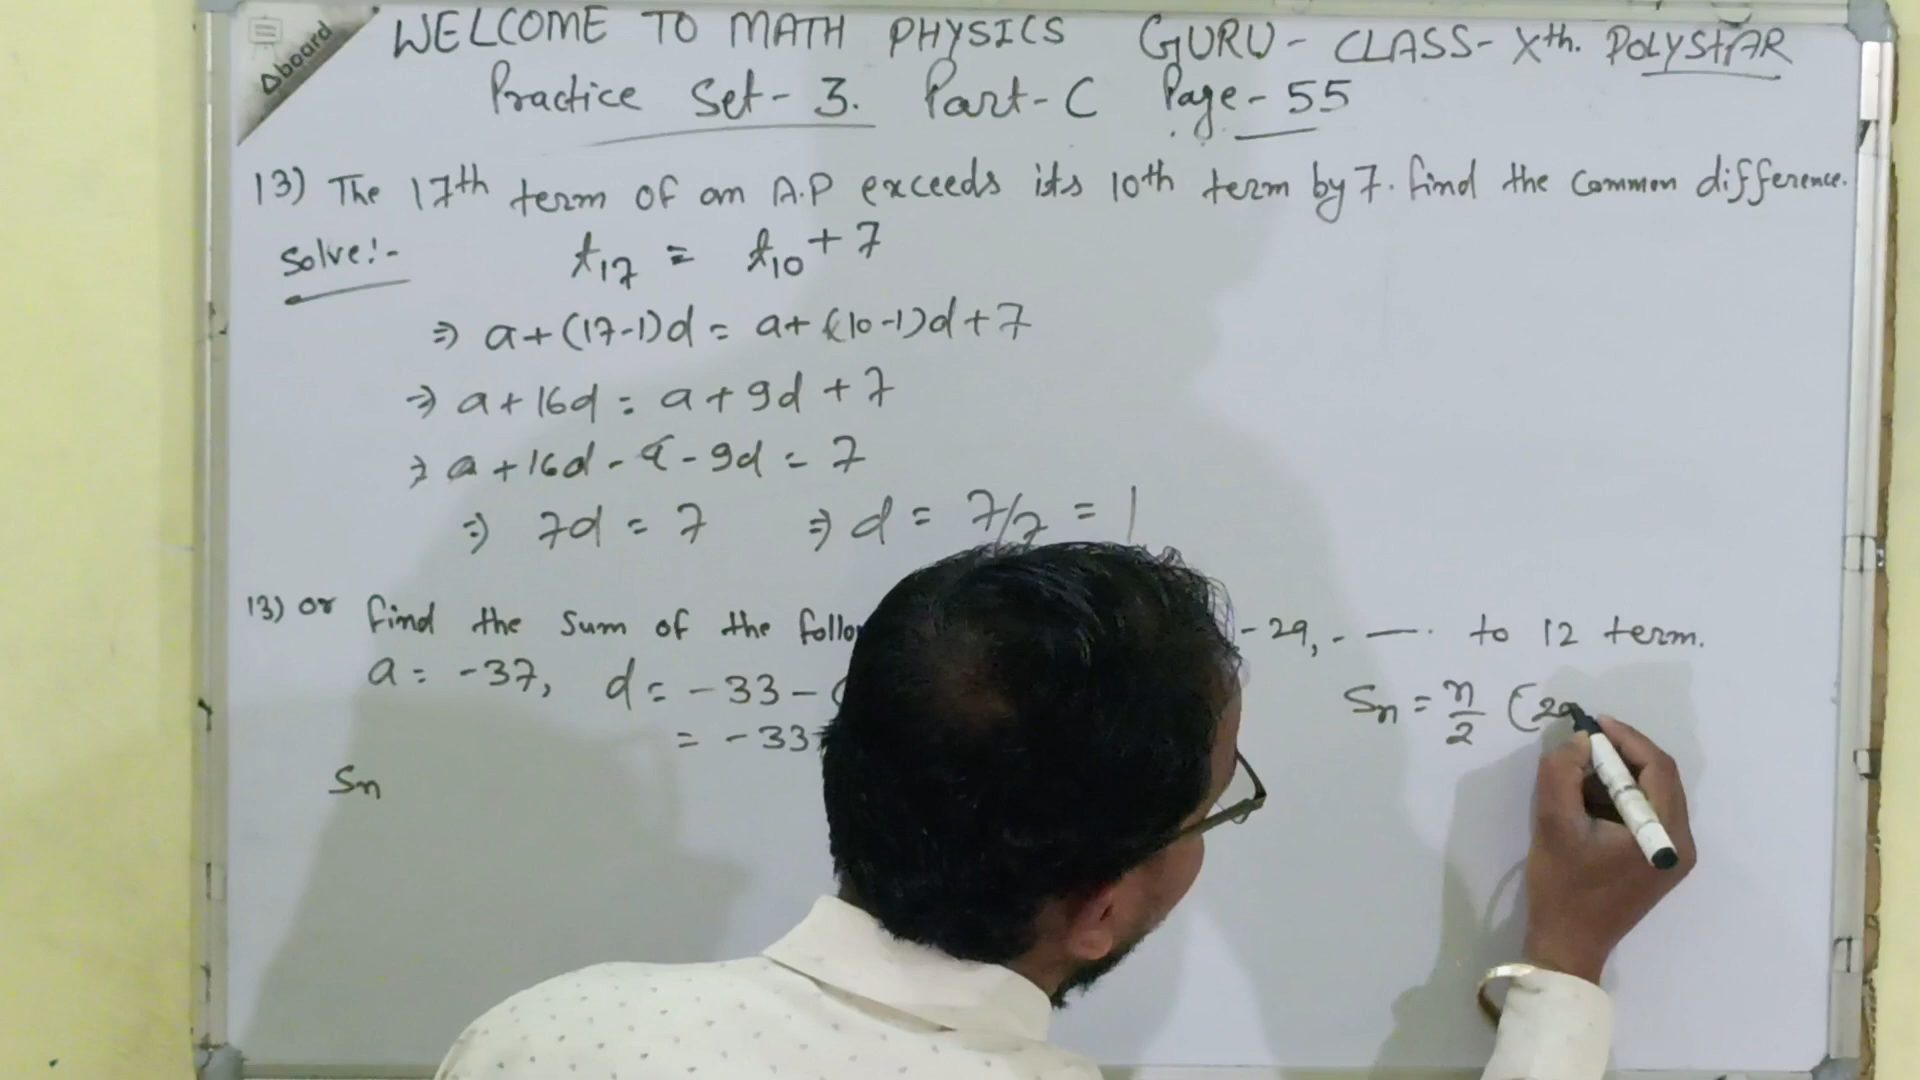 Dboard
WELCOME TO MATH PHYSICS GURU - CLASS - Xth. POLYSTAR
Practice Set - 3. Part - C Page - 55
13) The 17th term of an A.P exceeds its 10th term by 7. find the common difference.
Solve:-
t17 = t10 + 7
⇒ a+(17-1)d = a+(10-1)d+7
⇒ a+16d = a+9d+7
⇒ a+16d-a-9d = 7
⇒ 7d = 7 ⇒ d = 7/7 = 1
13) or find the sum of the -29, - —. to 12 term.
a = -37, d = -33-(
= -33
Sn = n/2 (2a
Sn